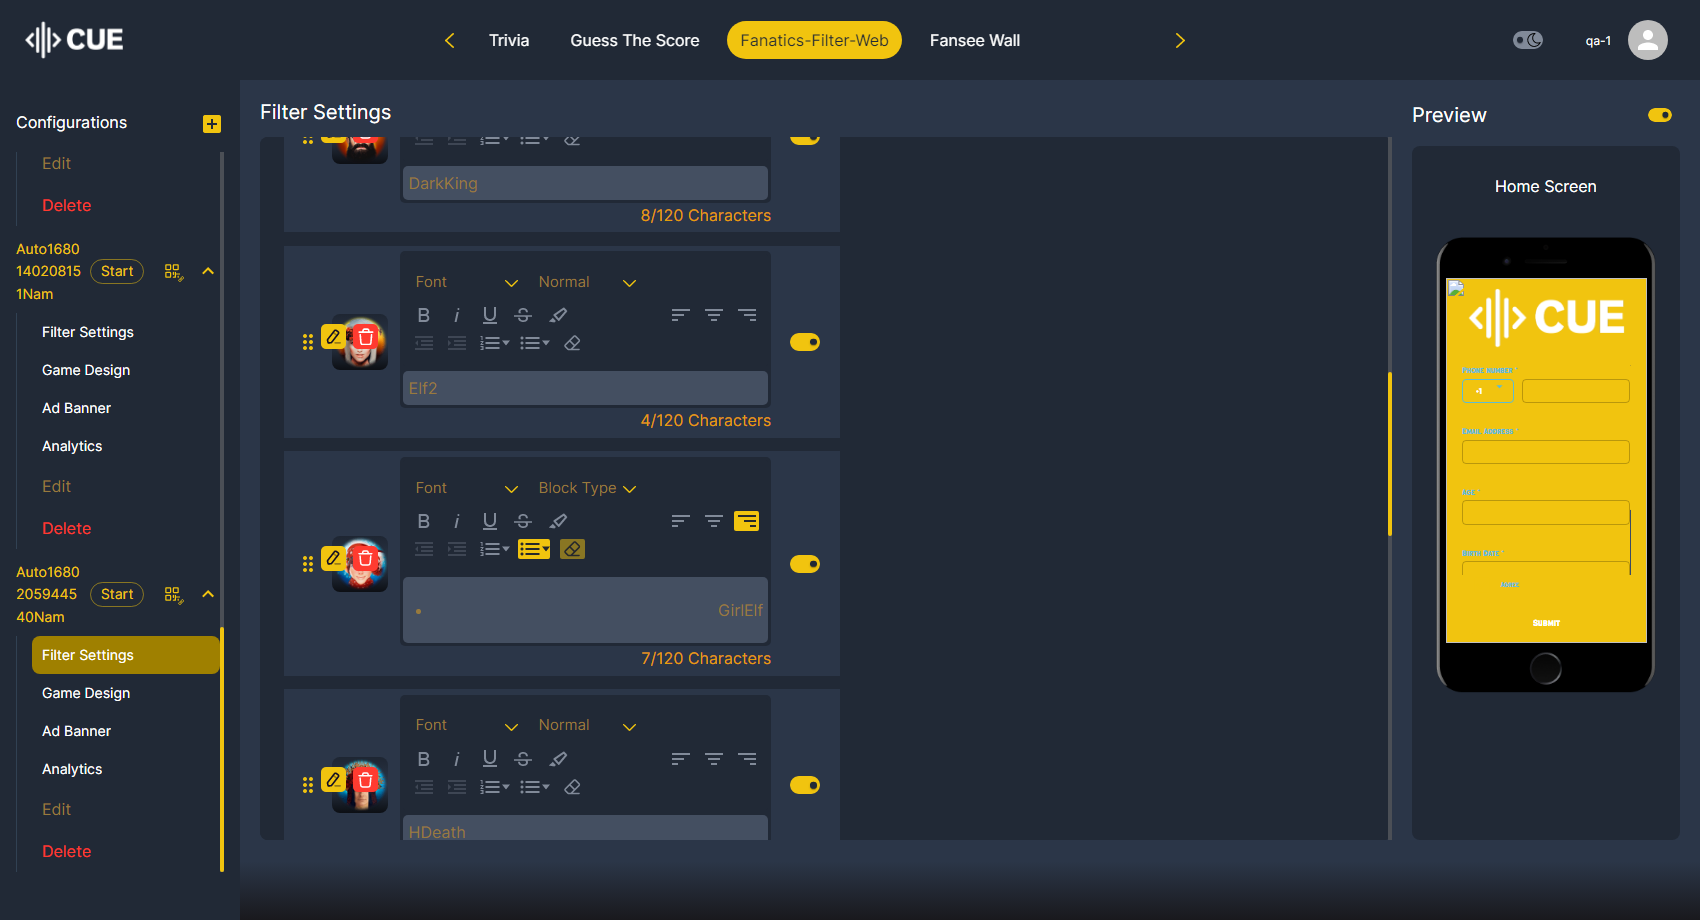 CUE
Trivia
Guess The Score
Fanatics-Filter-Web
Fansee Wall
qa-1
Configurations
Edit
Delete
Auto1680
14020815
1Nam
Start
Filter Settings
Game Design
Ad Banner
Analytics
Edit
Delete
Auto1680
2059445
40Nam
Start
Filter Settings
Game Design
Ad Banner
Analytics
Edit
Delete
Filter Settings
DarkKing
8/120 Characters
Font
Normal
B i U S
Elf2
4/120 Characters
Font
Block Type
B i U S
• GirlElf
7/120 Characters
Font
Normal
B i U S
HDeath
Preview
Home Screen
CUE
Phone number *
+1
Email Address *
Age *
Birth Date *
Submit